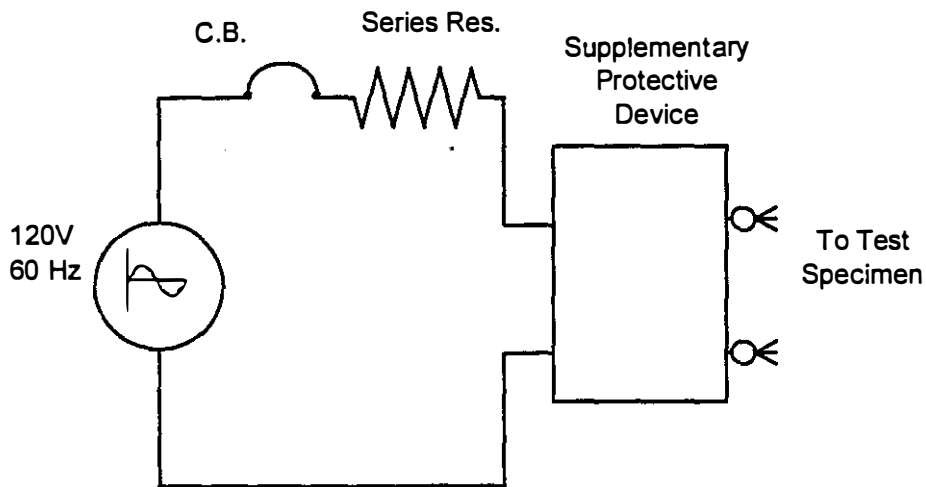 C.B.
Series Res.
Supplementary
Protective
Device
120V
60 Hz
To Test
Specimen